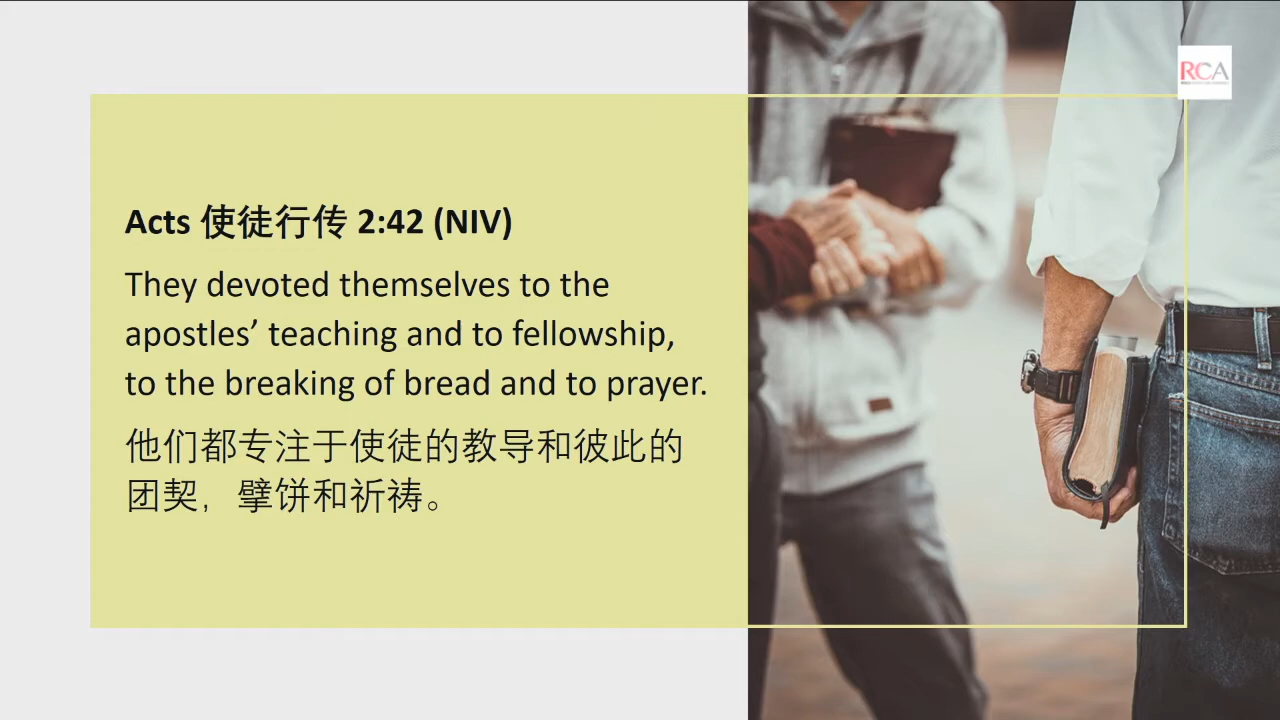 RCA
Acts 使徒行传 2:42 (NIV)
They devoted themselves to the
apostles’ teaching and to fellowship,
to the breaking of bread and to prayer.
他们都专注于使徒的教导和彼此的
团契，擘饼和祈祷。